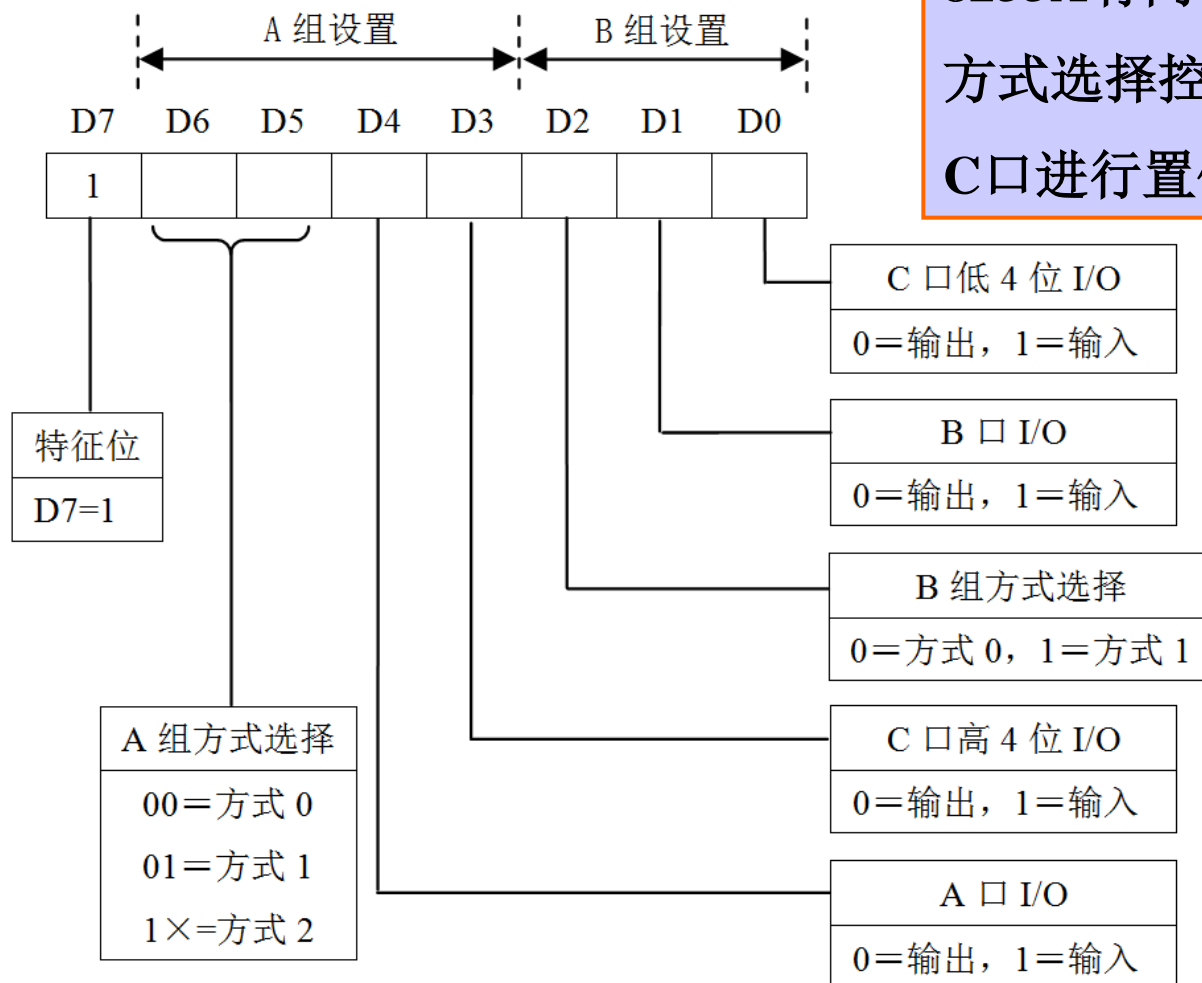 A 组设置
B 组设置
方式选择控
C口进行置
D7 D6 D5 D4 D3 D2 D1 D0
1
C 口低 4 位 I/O
0＝输出，1＝输入
B 口 I/O
0＝输出，1＝输入
特征位
D7=1
B 组方式选择
0＝方式 0，1＝方式 1
A 组方式选择
00＝方式 0
01＝方式 1
1×=方式 2
C 口高 4 位 I/O
0＝输出，1＝输入
A 口 I/O
0＝输出，1＝输入